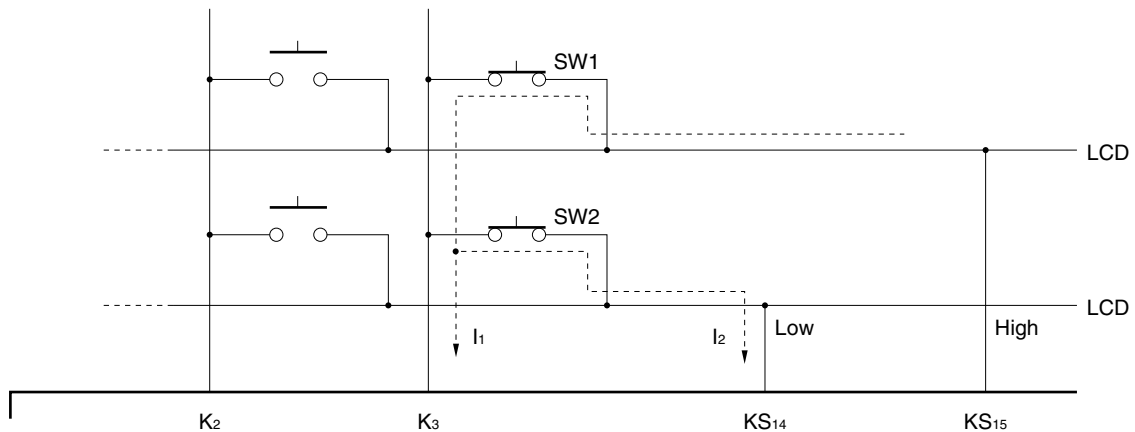 SW1
LCD
SW2
LCD
I1
I2
Low
High
K2
K3
KS14
KS15